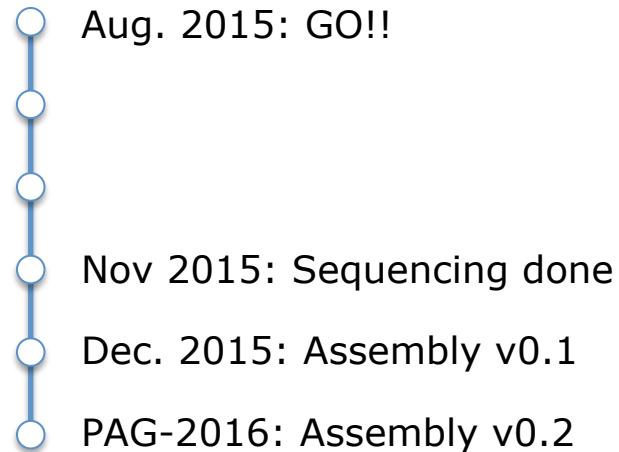 Aug. 2015: GO!!
Nov 2015: Sequencing done
Dec. 2015: Assembly v0.1
PAG-2016: Assembly v0.2